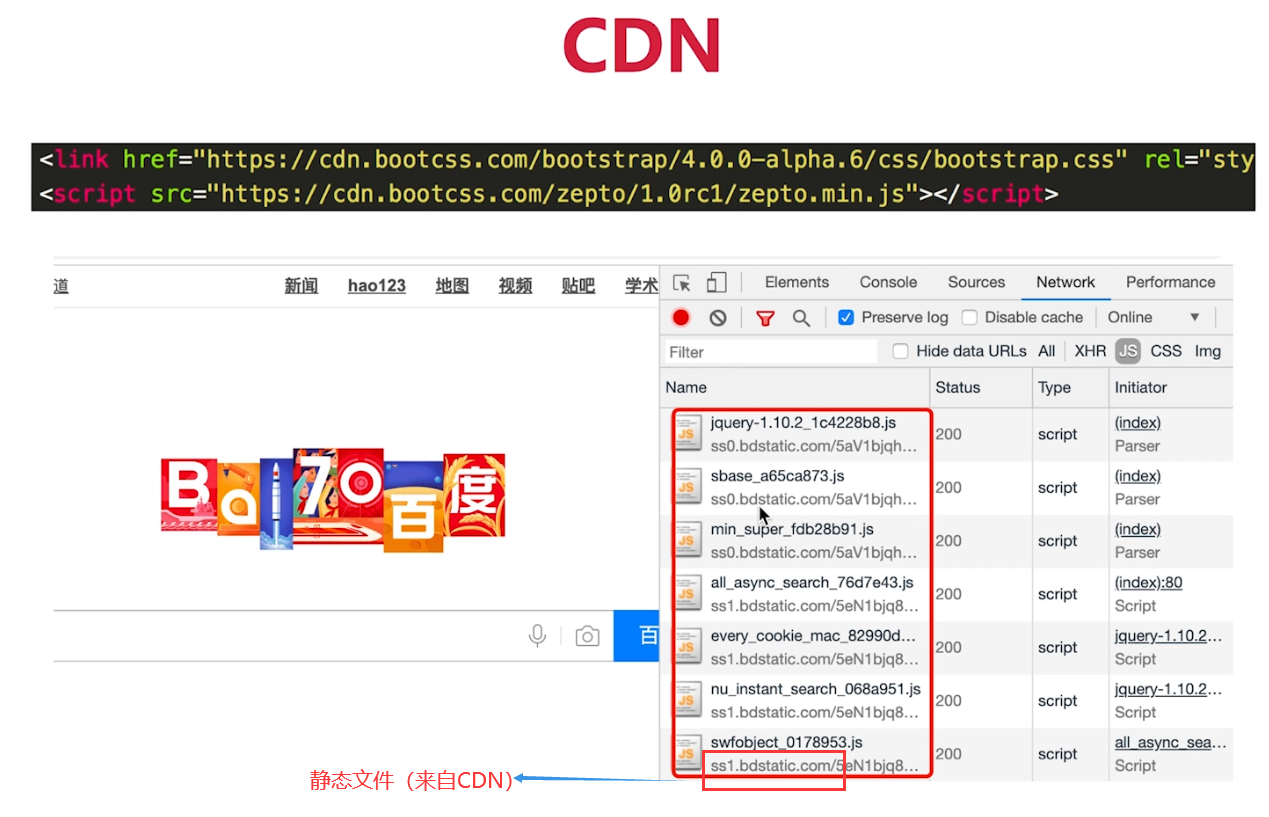 CDN
<link href="https://cdn.bootcss.com/bootstrap/4.0.0-alpha.6/css/bootstrap.css" rel="sty
<script src="https://cdn.bootcss.com/zepto/1.0rc1/zepto.min.js"></script>
道 新闻 hao123 地图 视频 贴吧 学术
Elements Console Sources Network Performance
Preserve log Disable cache Online
Filter Hide data URLs All XHR JS CSS Img
Name Status Type Initiator
jquery-1.10.2_1c4228b8.js
ss0.bdstatic.com/5aV1bjqh…
200 script
(index)
Parser
sbase_a65ca873.js
ss0.bdstatic.com/5aV1bjqh…
200 script
(index)
Parser
min_super_fdb28b91.js
ss0.bdstatic.com/5aV1bjqh…
200 script
(index)
Parser
all_async_search_76d7e43.js
ss1.bdstatic.com/5eN1bjq8…
200 script
(index):80
Script
every_cookie_mac_82990d…
ss1.bdstatic.com/5eN1bjq8…
200 script
jquery-1.10.2…
Script
nu_instant_search_068a951.js
ss1.bdstatic.com/5eN1bjq8…
200 script
jquery-1.10.2…
Script
swfobject_0178953.js
ss1.bdstatic.com/5eN1bjq8…
200 script
all_async_sea…
Script
Bai70百度
百
静态文件（来自CDN）